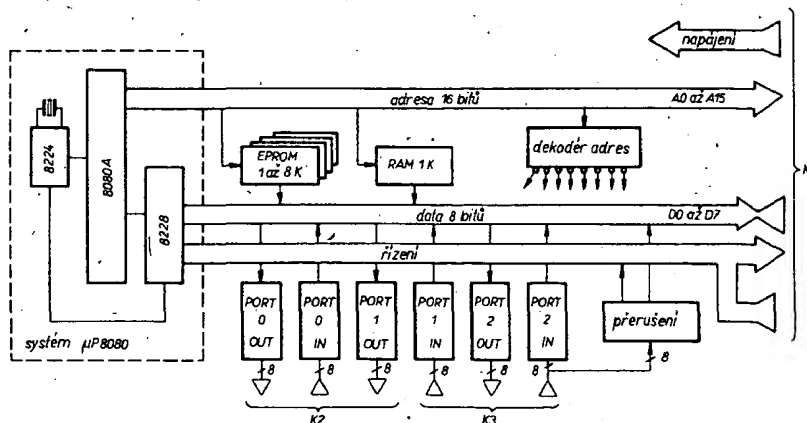 napájení
adresa 16 bitů A0 až A15
8224
8080A
EPROM
1 až 8 K
RAM 1 K
dekodér adres
8228
data 8 bitů D0 až D7
řízení
PORT
0
OUT
PORT
0
IN
PORT
1
OUT
PORT
1
IN
PORT
2
OUT
PORT
2
IN
přerušení
systém μP8080
8
8
8
8
8
8
8
K2
K3